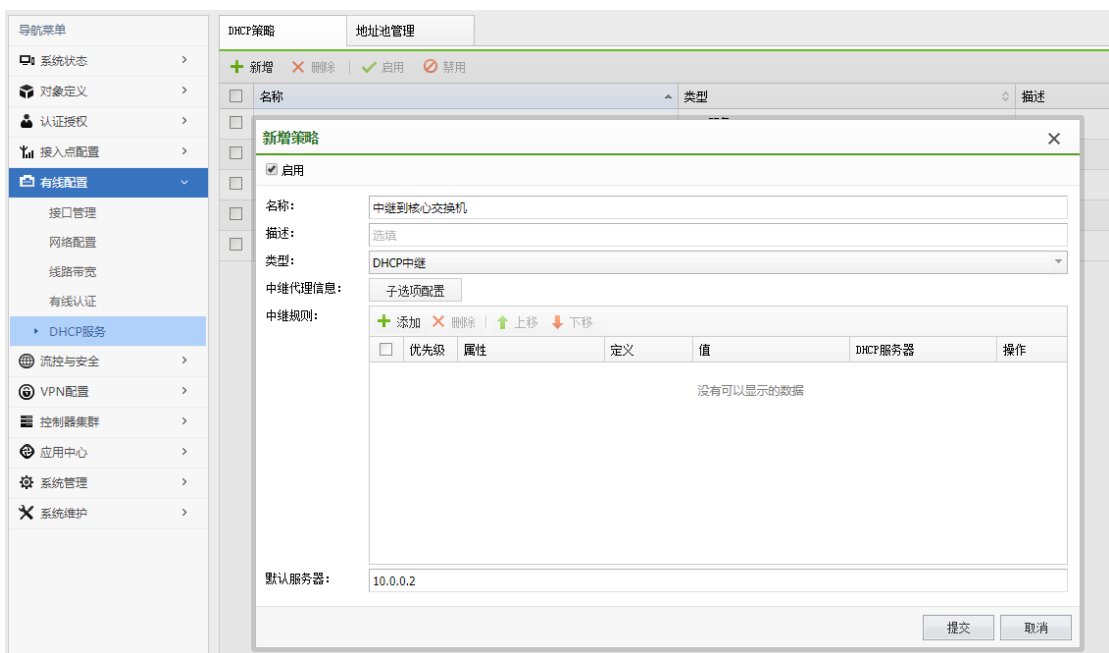 导航菜单
系统状态
对象定义
认证授权
接入点配置
有线配置
接口管理
网络配置
线路带宽
有线认证
DHCP服务
流控与安全
VPN配置
控制器集群
应用中心
系统管理
系统维护
DHCP策略 地址池管理
新增 删除 启用 禁用
名称 类型 描述
新增策略
启用
名称: 中继到核心交换机
描述: 选填
类型: DHCP中继
中继代理信息: 子选项配置
中继规则: 添加 删除 上移 下移
优先级 属性 定义 值 DHCP服务器 操作
没有可以显示的数据
默认服务器: 10.0.0.2
提交 取消